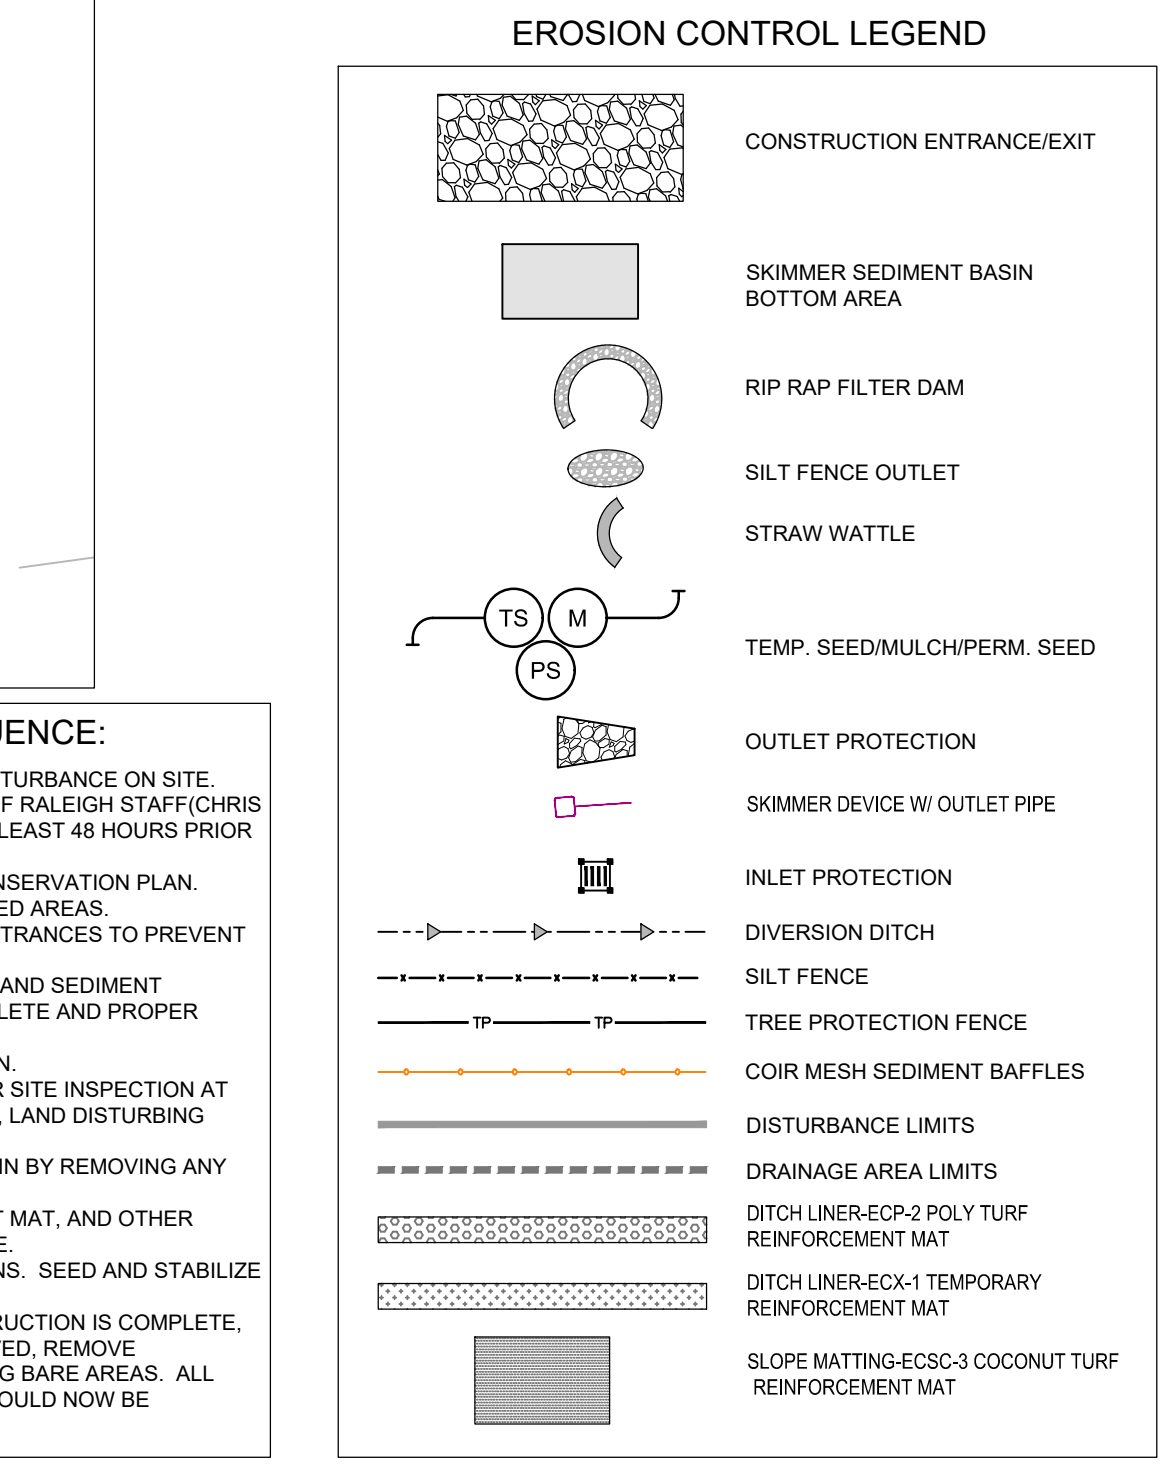 EROSION CONTROL LEGEND
CONSTRUCTION ENTRANCE/EXIT
SKIMMER SEDIMENT BASIN
BOTTOM AREA
RIP RAP FILTER DAM
SILT FENCE OUTLET
STRAW WATTLE
TS M
PS
TEMP. SEED/MULCH/PERM. SEED
OUTLET PROTECTION
SKIMMER DEVICE W/ OUTLET PIPE
INLET PROTECTION
DIVERSION DITCH
SILT FENCE
TP TP
TREE PROTECTION FENCE
COIR MESH SEDIMENT BAFFLES
DISTURBANCE LIMITS
DRAINAGE AREA LIMITS
DITCH LINER-ECP-2 POLY TURF
REINFORCEMENT MAT
DITCH LINER-ECX-1 TEMPORARY
REINFORCEMENT MAT
SLOPE MATTING-ECSC-3 COCONUT TURF
REINFORCEMENT MAT
UENCE:
TURBANCE ON SITE.
F RALEIGH STAFF(CHRIS
LEAST 48 HOURS PRIOR
NSERVATION PLAN.
ED AREAS.
TRANCES TO PREVENT
AND SEDIMENT
LETE AND PROPER
N.
R SITE INSPECTION AT
, LAND DISTURBING
IN BY REMOVING ANY
T MAT, AND OTHER
E.
NS. SEED AND STABILIZE
RUCTION IS COMPLETE,
VED, REMOVE
G BARE AREAS. ALL
OULD NOW BE